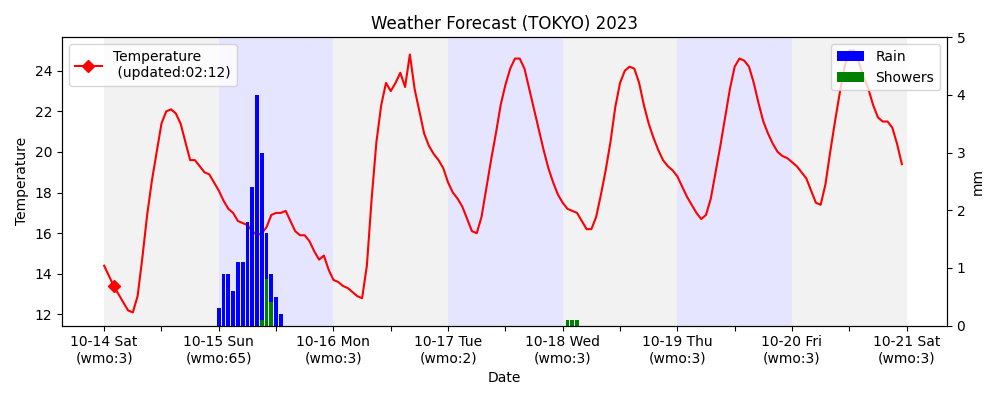 Weather Forecast (TOKYO) 2023
Temperature
(updated:02:12)
Rain
Showers
Temperature
24
22
20
18
16
14
12
5
4
3
2
1
0
mm
10-14 Sat
(wmo:3)
10-15 Sun
(wmo:65)
10-16 Mon
(wmo:3)
10-17 Tue
(wmo:2)
10-18 Wed
(wmo:3)
10-19 Thu
(wmo:3)
10-20 Fri
(wmo:3)
10-21 Sat
(wmo:3)
Date